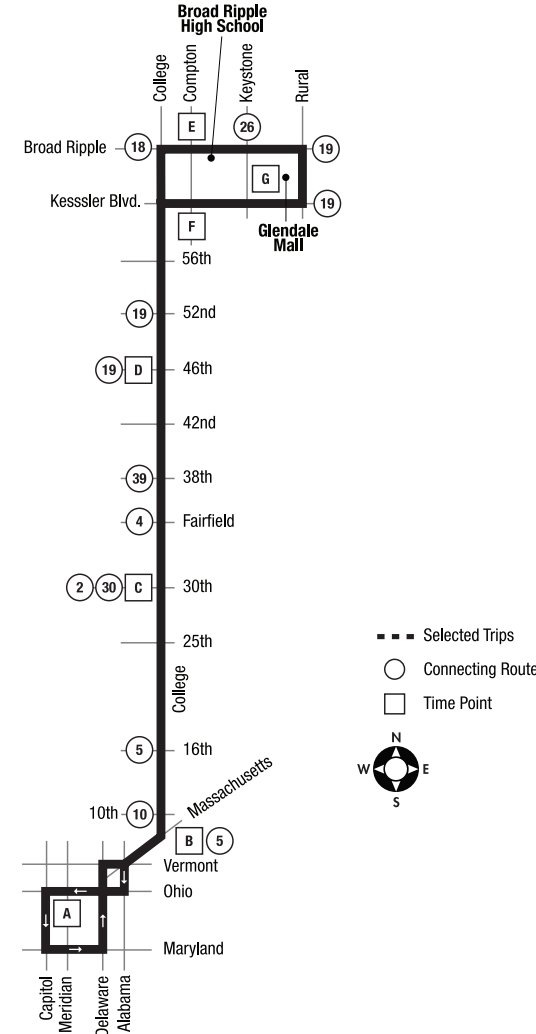 Broad Ripple
High School
College
Compton
Keystone
Rural
E
26
Broad Ripple
18
19
G
Kesssler Blvd.
19
F
Glendale
Mall
56th
19
52nd
19
D
46th
42nd
39
38th
4
Fairfield
2
30
C
30th
Selected Trips
25th
Connecting Route
College
Time Point
5
16th
N
W
E
S
Massachusetts
10th
10
B
5
Vermont
Ohio
A
Maryland
Capitol
Meridian
Delaware
Alabama